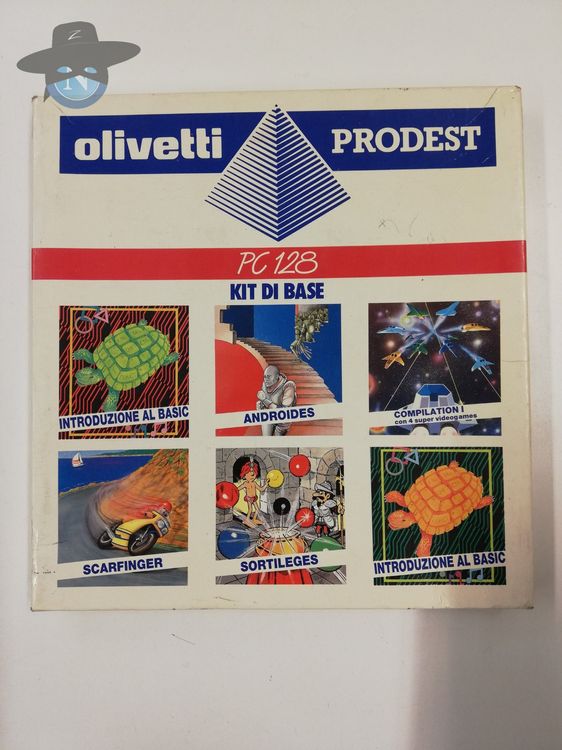 Z
N
olivetti
PRODEST
PC 128
KIT DI BASE
INTRODUZIONE AL BASIC
ANDROIDES
COMPILATION I
con 4 super videogames
SCARFINGER
SORTILEGES
INTRODUZIONE AL BASIC